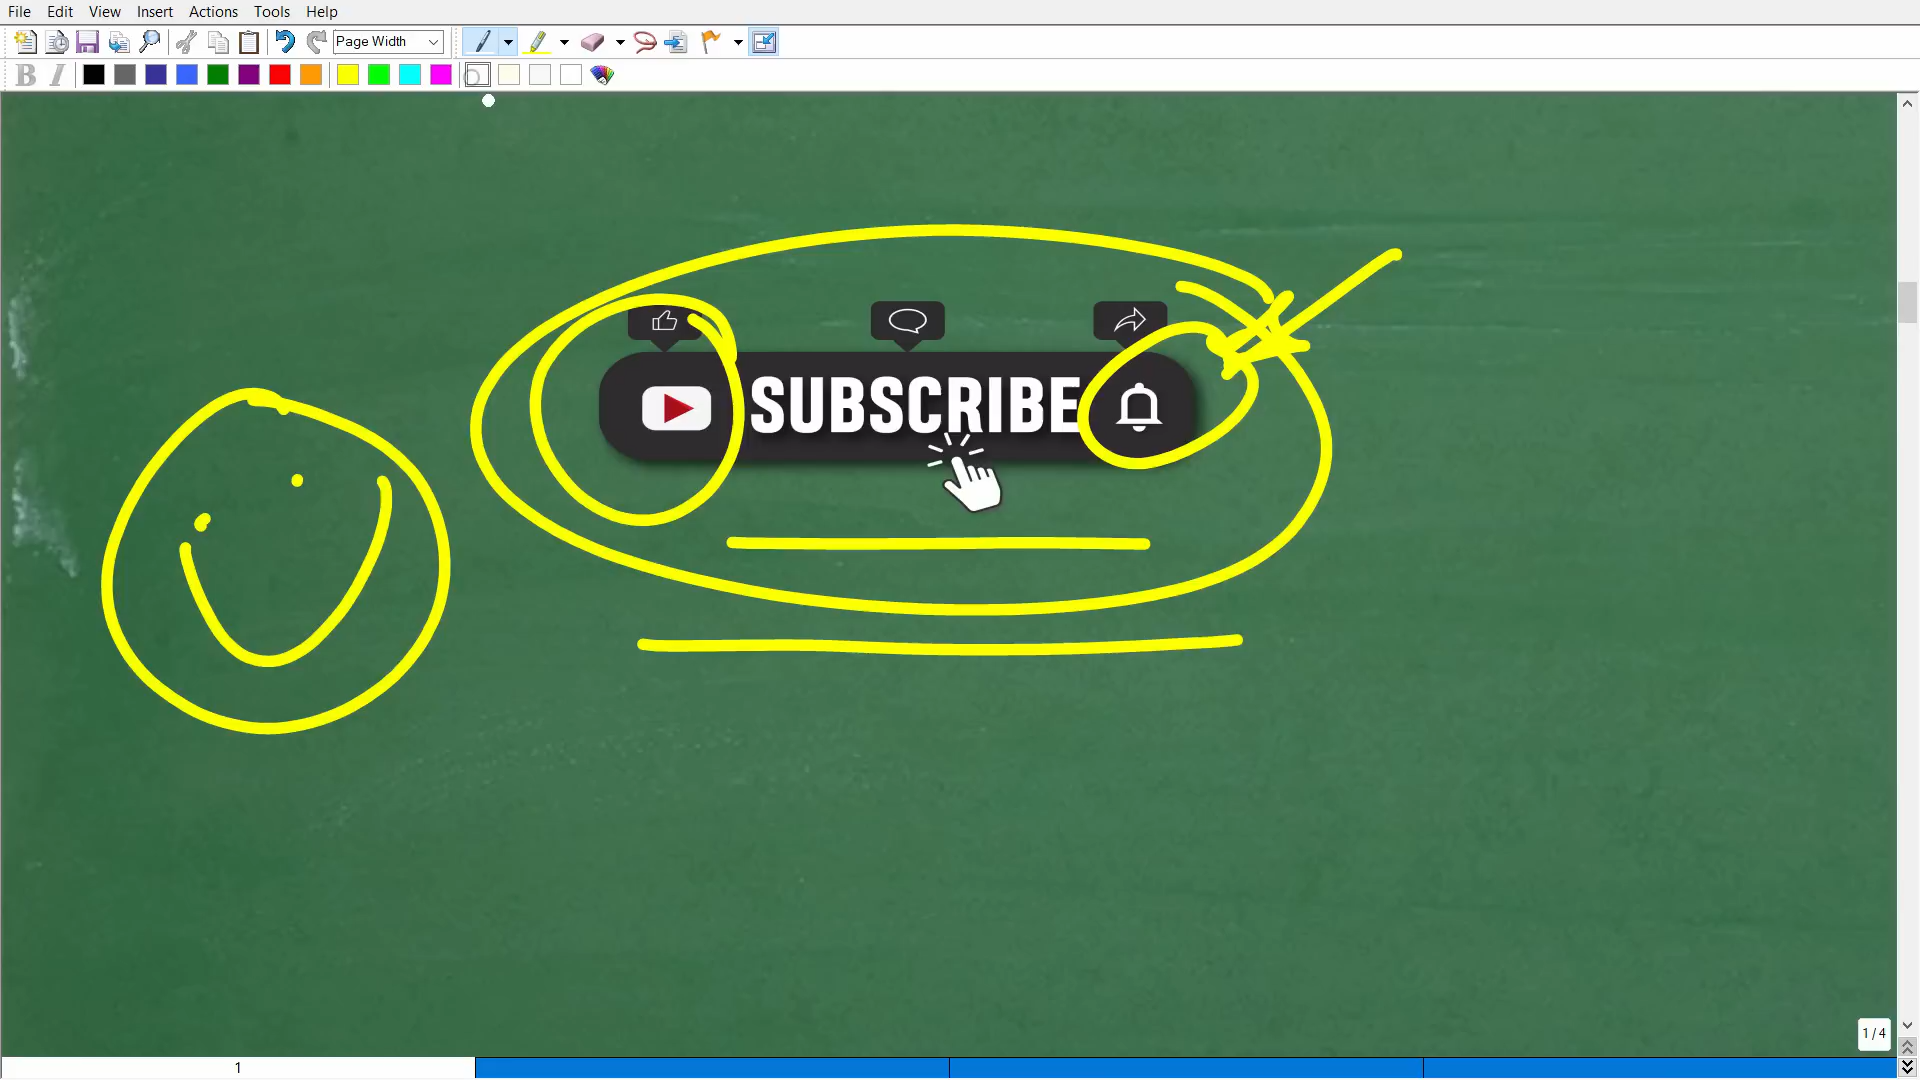 File Edit View Insert Actions Tools Help
Page Width
B I
SUBSCRIBE
1 / 4
1